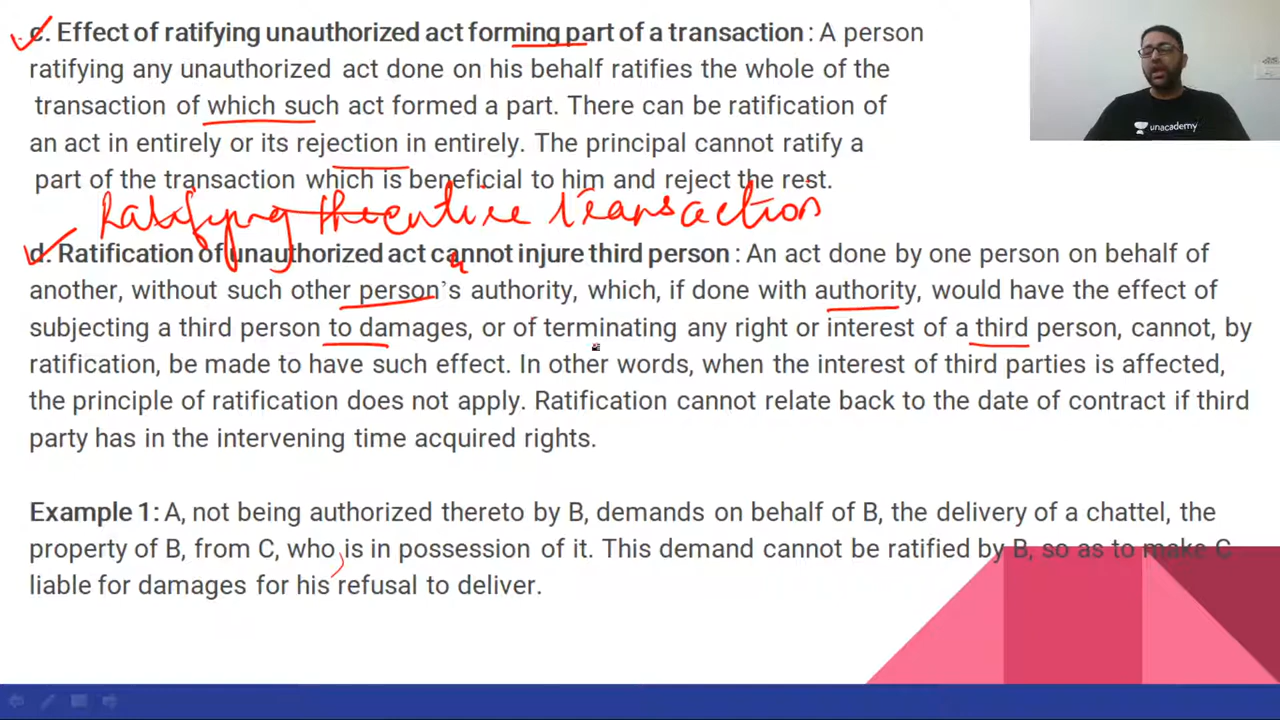 c. Effect of ratifying unauthorized act forming part of a transaction : A person
ratifying any unauthorized act done on his behalf ratifies the whole of the
transaction of which such act formed a part. There can be ratification of
an act in entirely or its rejection in entirely. The principal cannot ratify a
part of the transaction which is beneficial to him and reject the rest.
Ratifying the entire transaction
d. Ratification of unauthorized act cannot injure third person : An act done by one person on behalf of
another, without such other person's authority, which, if done with authority, would have the effect of
subjecting a third person to damages, or of terminating any right or interest of a third person, cannot, by
ratification, be made to have such effect. In other words, when the interest of third parties is affected,
the principle of ratification does not apply. Ratification cannot relate back to the date of contract if third
party has in the intervening time acquired rights.
Example 1: A, not being authorized thereto by B, demands on behalf of B, the delivery of a chattel, the
property of B, from C, who is in possession of it. This demand cannot be ratified by B, so as to make C
liable for damages for his refusal to deliver.
unacademy